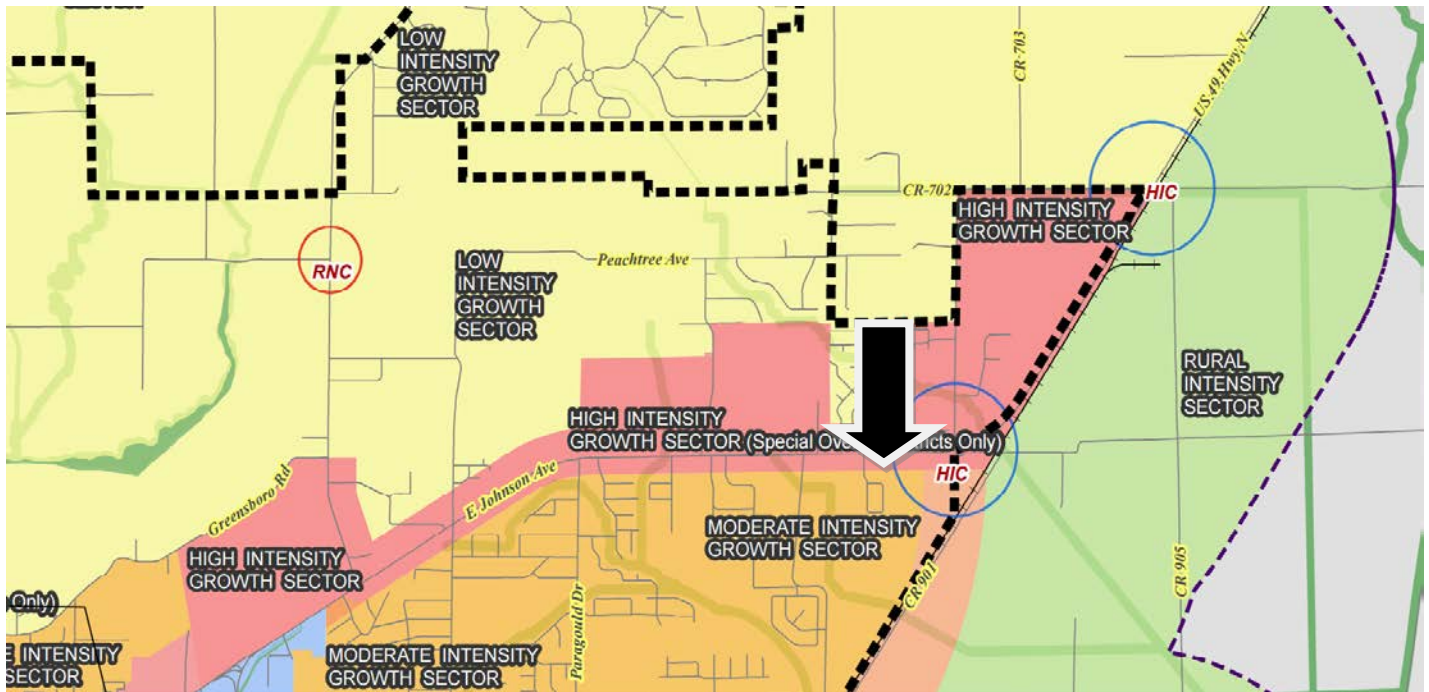 LOW
INTENSITY
GROWTH
SECTOR
CR-703
US 49 Hwy N
CR-702
HIC
HIGH INTENSITY
GROWTH SECTOR
RNC
LOW
INTENSITY
GROWTH
SECTOR
Peachtree Ave
RURAL
INTENSITY
SECTOR
HIGH INTENSITY
GROWTH SECTOR (Special
Only)
HIC
E Johnson Ave
Greensboro Rd
MODERATE INTENSITY
GROWTH SECTOR
HIGH INTENSITY
GROWTH SECTOR
CR-901
CR 905
Paragould Dr
Only)
INTENSITY
SECTOR
MODERATE INTENSITY
GROWTH SECTOR